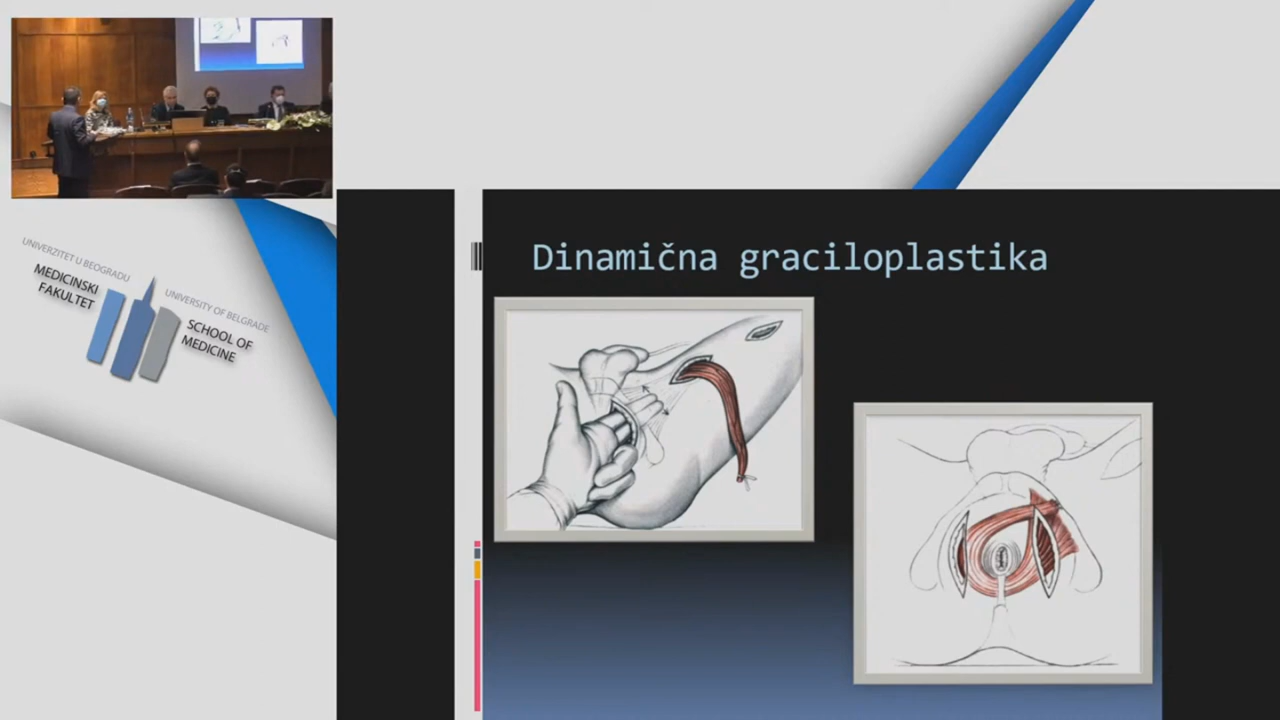 UNIVERZITET U BEOGRADU
MEDICINSKI
FAKULTET
UNIVERSITY OF BELGRADE
SCHOOL OF
MEDICINE
Dinamična graciloplastika